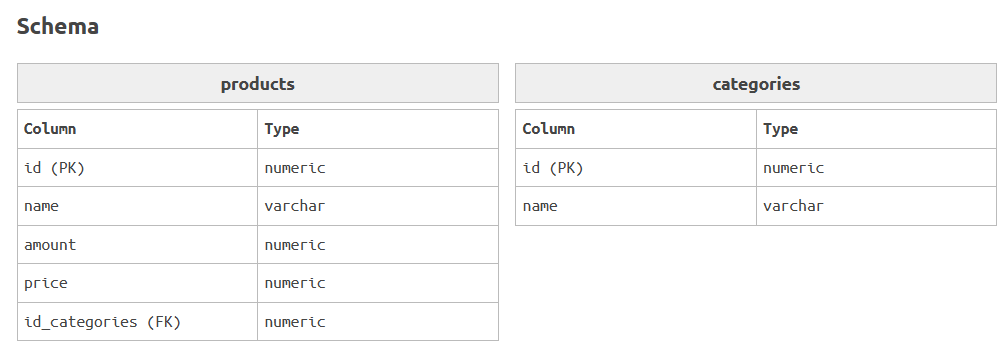 Schema
products
Column Type
id (PK) numeric
name varchar
amount numeric
price numeric
id_categories (FK) numeric
categories
Column Type
id (PK) numeric
name varchar